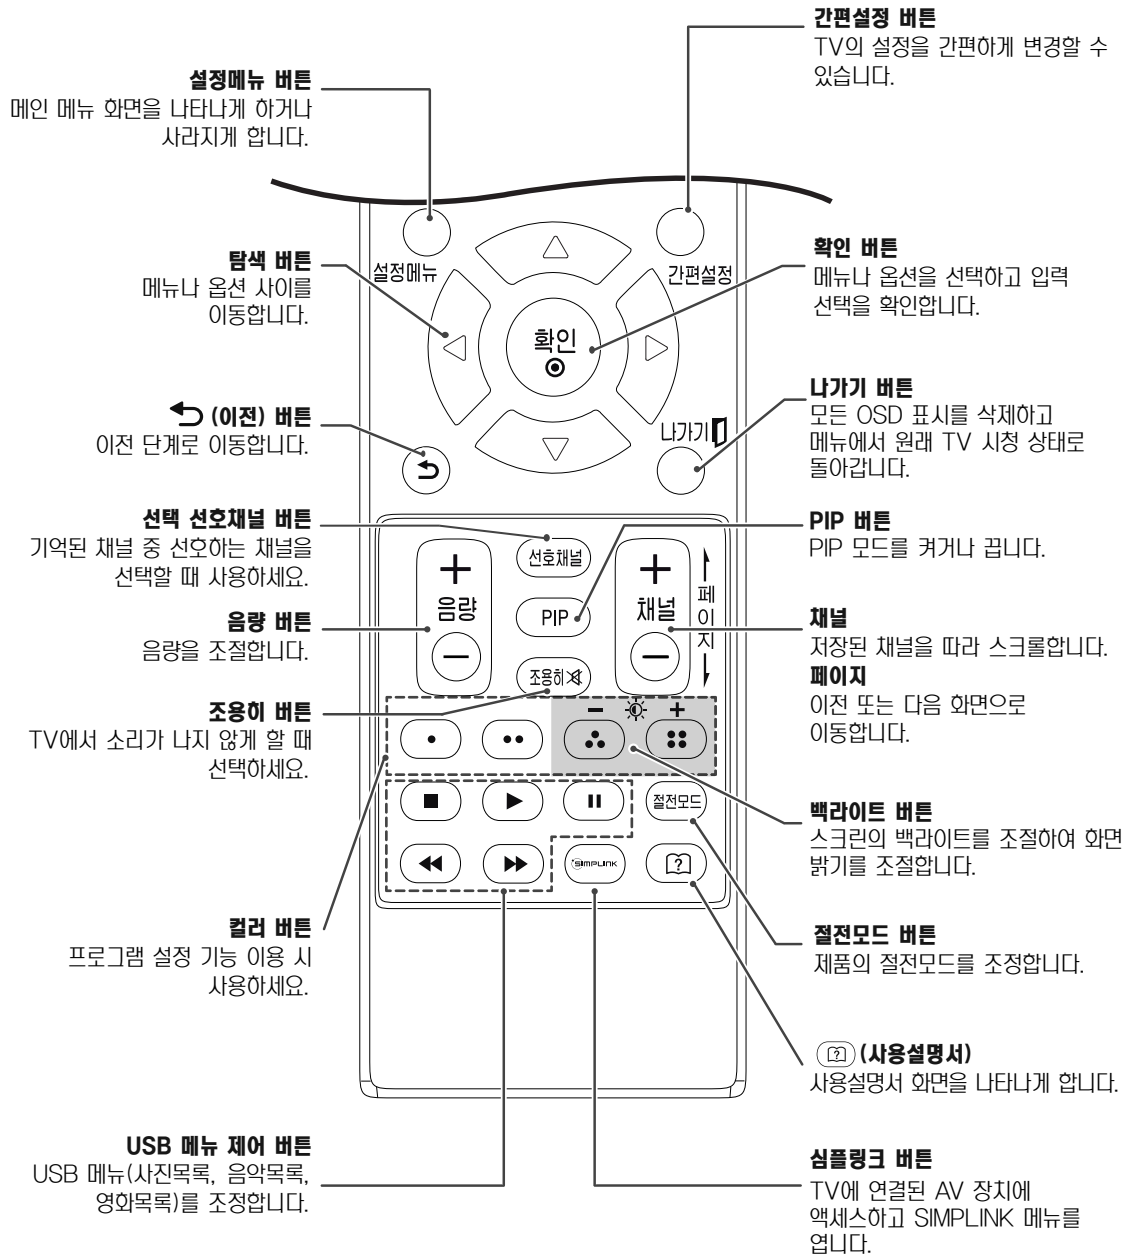 간편설정 버튼
TV의 설정을 간편하게 변경할 수
있습니다.
설정메뉴 버튼
메인 메뉴 화면을 나타나게 하거나
사라지게 합니다.
탐색 버튼
메뉴나 옵션 사이를
이동합니다.
설정메뉴
간편설정
확인
확인 버튼
메뉴나 옵션을 선택하고 입력
선택을 확인합니다.
(이전) 버튼
이전 단계로 이동합니다.
나가기
나가기 버튼
모든 OSD 표시를 삭제하고
메뉴에서 원래 TV 시청 상태로
돌아갑니다.
선택 선호채널 버튼
기억된 채널 중 선호하는 채널을
선택할 때 사용하세요.
PIP 버튼
PIP 모드를 켜거나 끕니다.
+
음량
−
선호채널
PIP
조용히
+
채널
−
페이지
음량 버튼
음량을 조절합니다.
채널
저장된 채널을 따라 스크롤합니다.
페이지
이전 또는 다음 화면으로
이동합니다.
조용히 버튼
TV에서 소리가 나지 않게 할 때
선택하세요.
− +
절전모드
SIMPLINK
?
백라이트 버튼
스크린의 백라이트를 조절하여 화면
밝기를 조절합니다.
컬러 버튼
프로그램 설정 기능 이용 시
사용하세요.
절전모드 버튼
제품의 절전모드를 조정합니다.
? (사용설명서)
사용설명서 화면을 나타나게 합니다.
USB 메뉴 제어 버튼
USB 메뉴(사진목록, 음악목록,
영화목록)를 조정합니다.
심플링크 버튼
TV에 연결된 AV 장치에
액세스하고 SIMPLINK 메뉴를
엽니다.